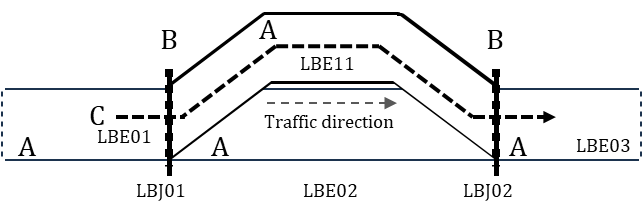 B
A
B
LBE11
C
LBE01
Traffic direction
A
A
A
LBE03
LBJ01
LBE02
LBJ02